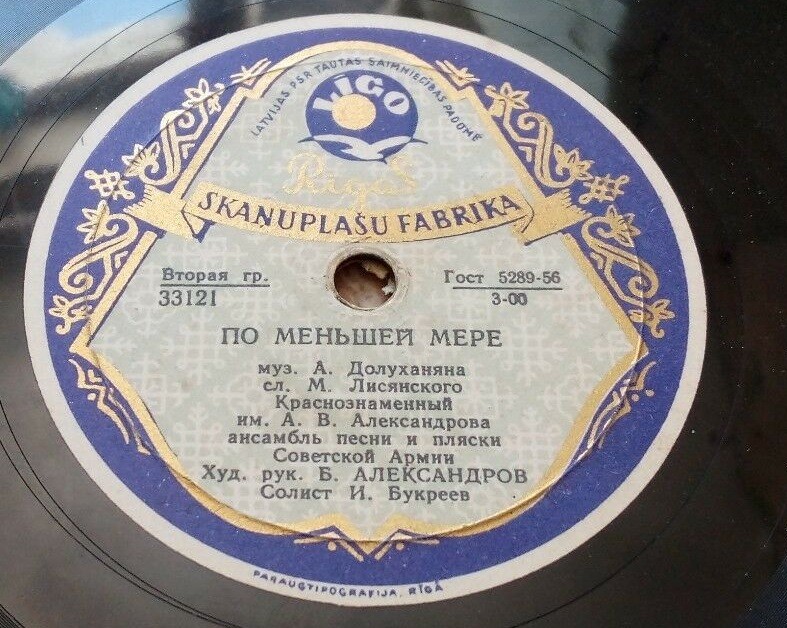 LATVIJAS PSR TAUTAS SAIMNIECĪBAS PADOME
LĪGO
Rīgas
SKAŅUPLAŠU FABRIKA
Вторая гр.
33121
Гост 5289-56
3-00
ПО МЕНЬШЕЙ МЕРЕ
муз. А. Долуханяна
сл. М. Лисянского
Краснознаменный
им. А. В. Александрова
ансамбль песни и пляски
Советской Армии
Худ. рук. Б. АЛЕКСАНДРОВ
Солист И. Букреев
PARAUGTIPOGRAFIJA, RĪGĀ